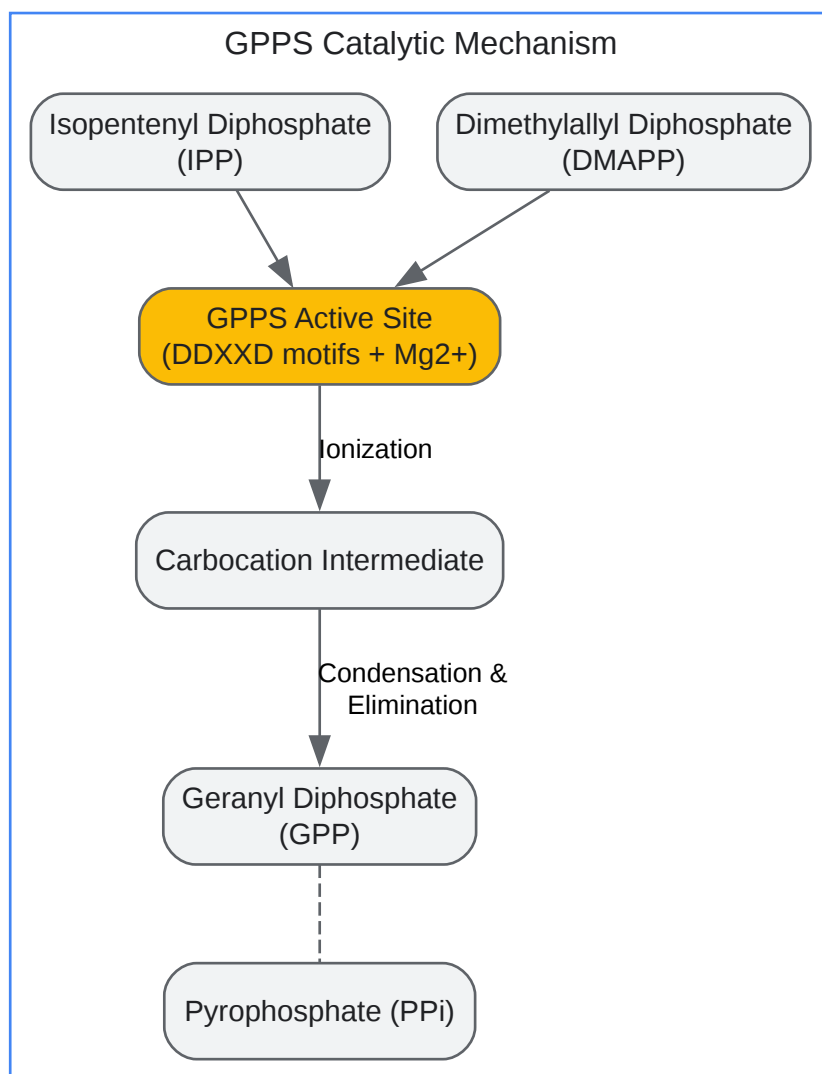 GPPS Catalytic Mechanism
Isopentenyl Diphosphate
(IPP)
Dimethylallyl Diphosphate
(DMAPP)
GPPS Active Site
(DDXXD motifs + Mg2+)
Ionization
Carbocation Intermediate
Condensation &
Elimination
Geranyl Diphosphate
(GPP)
Pyrophosphate (PPi)